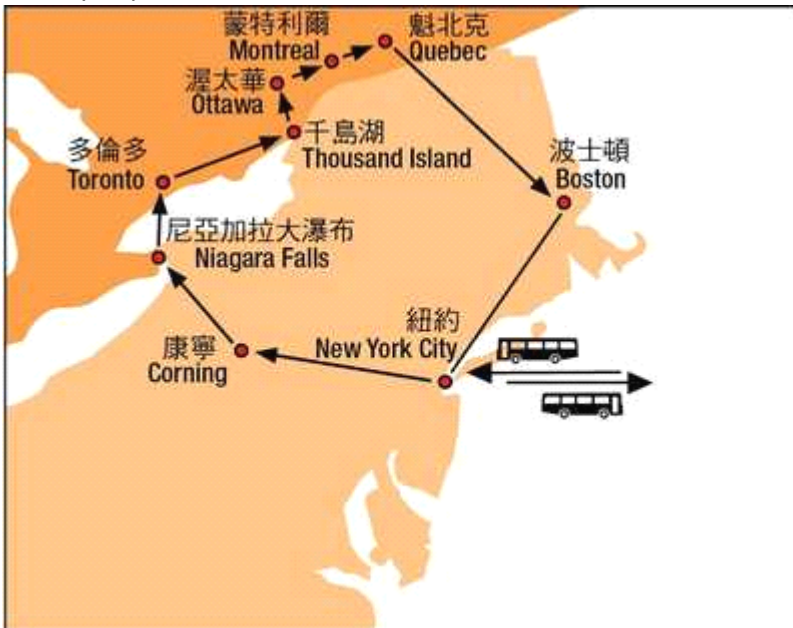 蒙特利爾
Montreal
魁北克
Quebec
渥太華
Ottawa
千島湖
Thousand Island
多倫多
Toronto
波士頓
Boston
尼亞加拉大瀑布
Niagara Falls
紐約
New York City
康寧
Corning